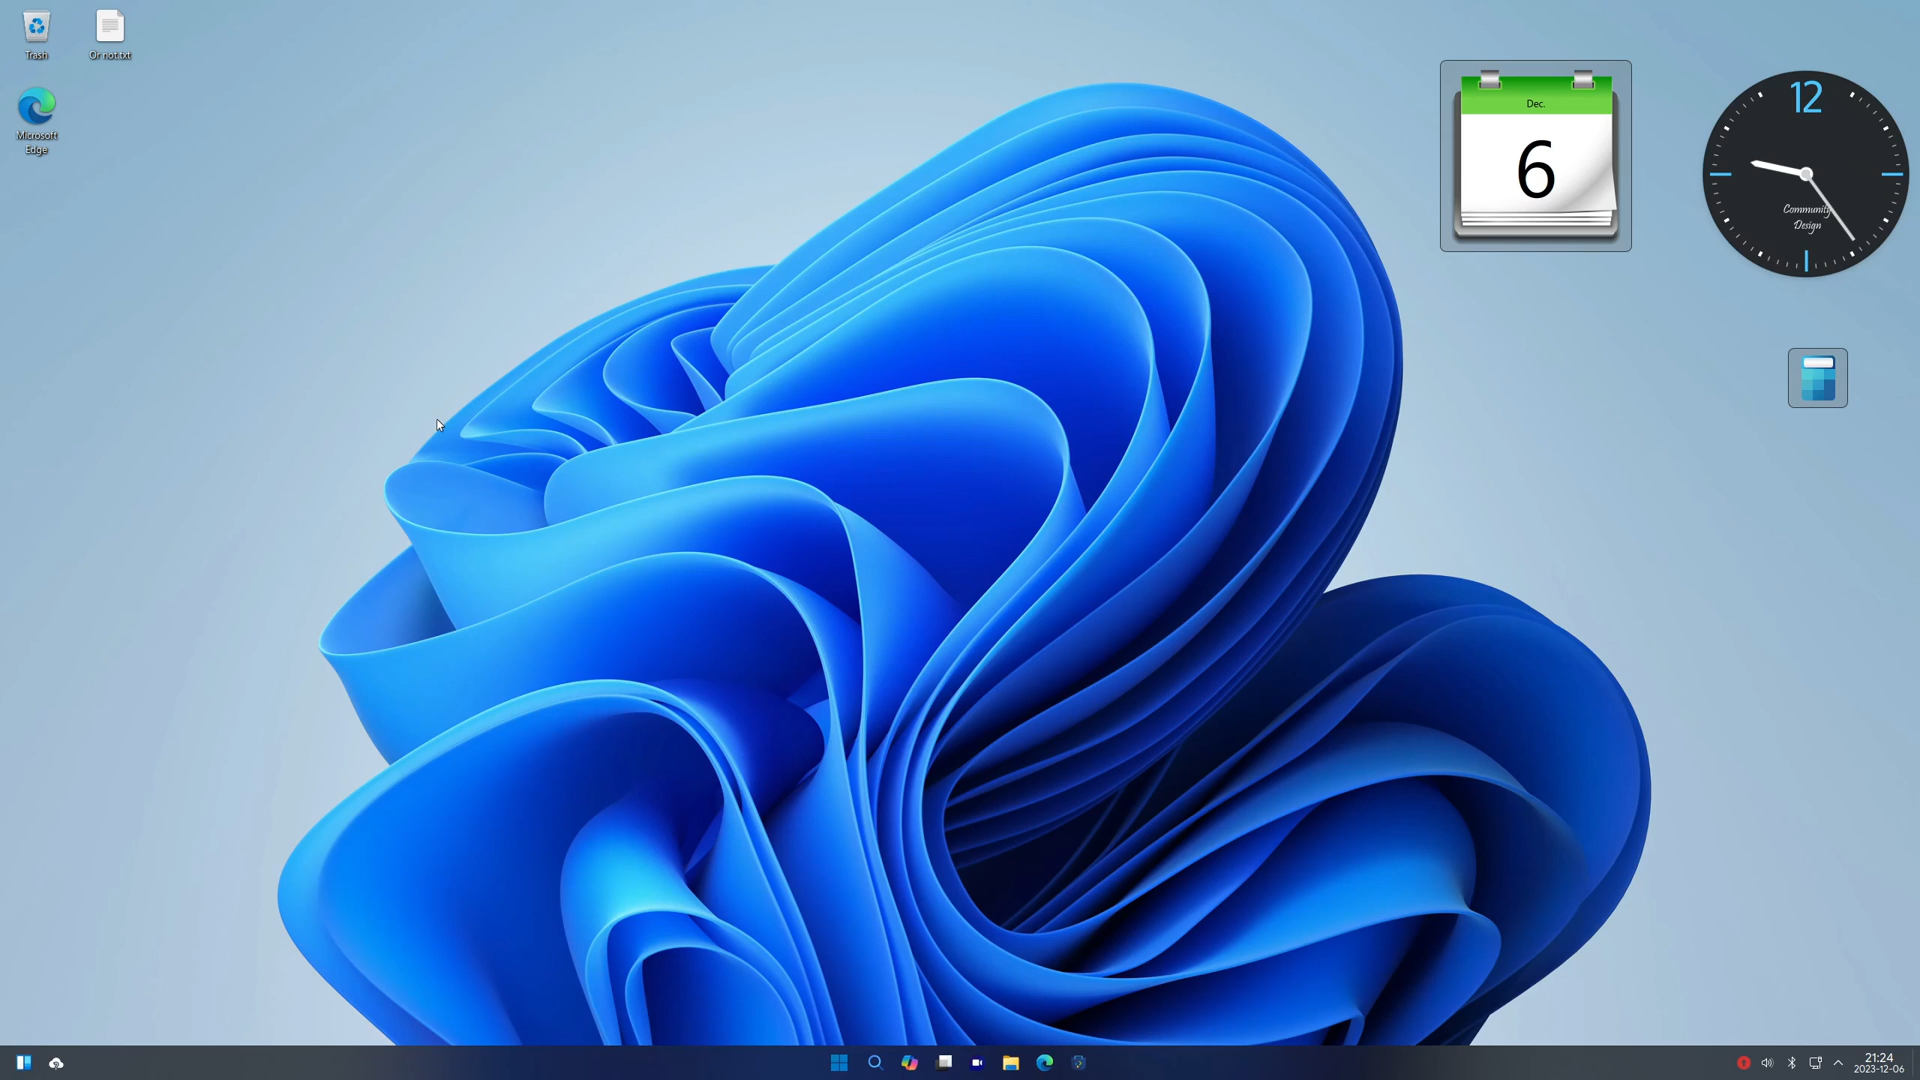 Trash
Or not.txt
Microsoft
Edge
Dec.
6
12
Community
Design
21:24
2023-12-06